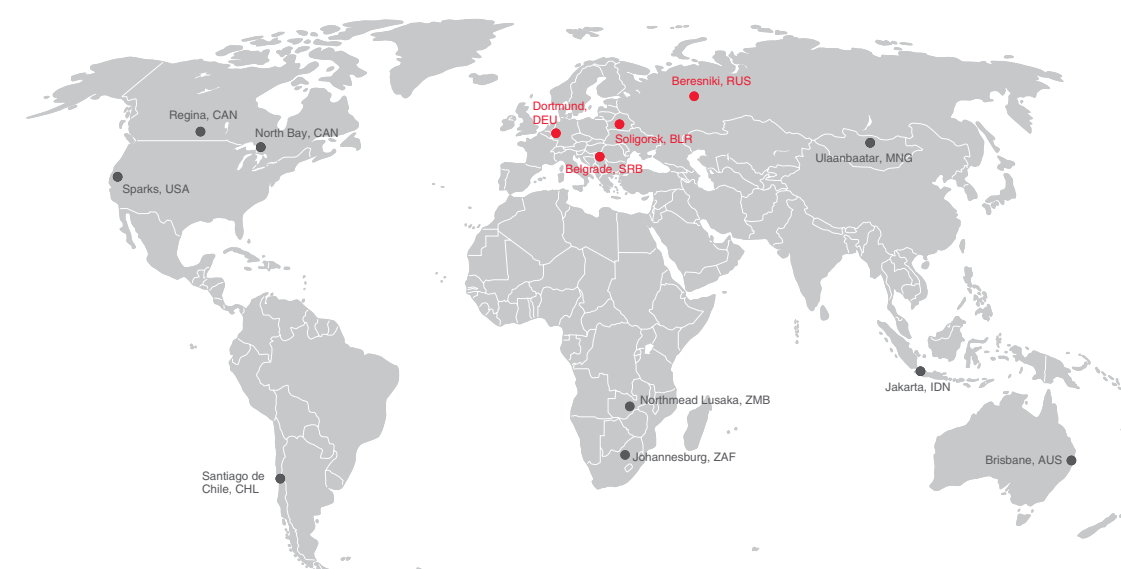 Beresniki, RUS
Dortmund,
DEU
Regina, CAN
North Bay, CAN
Soligorsk, BLR
Ulaanbaatar, MNG
Belgrade, SRB
Sparks, USA
Jakarta, IDN
Northmead Lusaka, ZMB
Johannesburg, ZAF
Brisbane, AUS
Santiago de
Chile, CHL